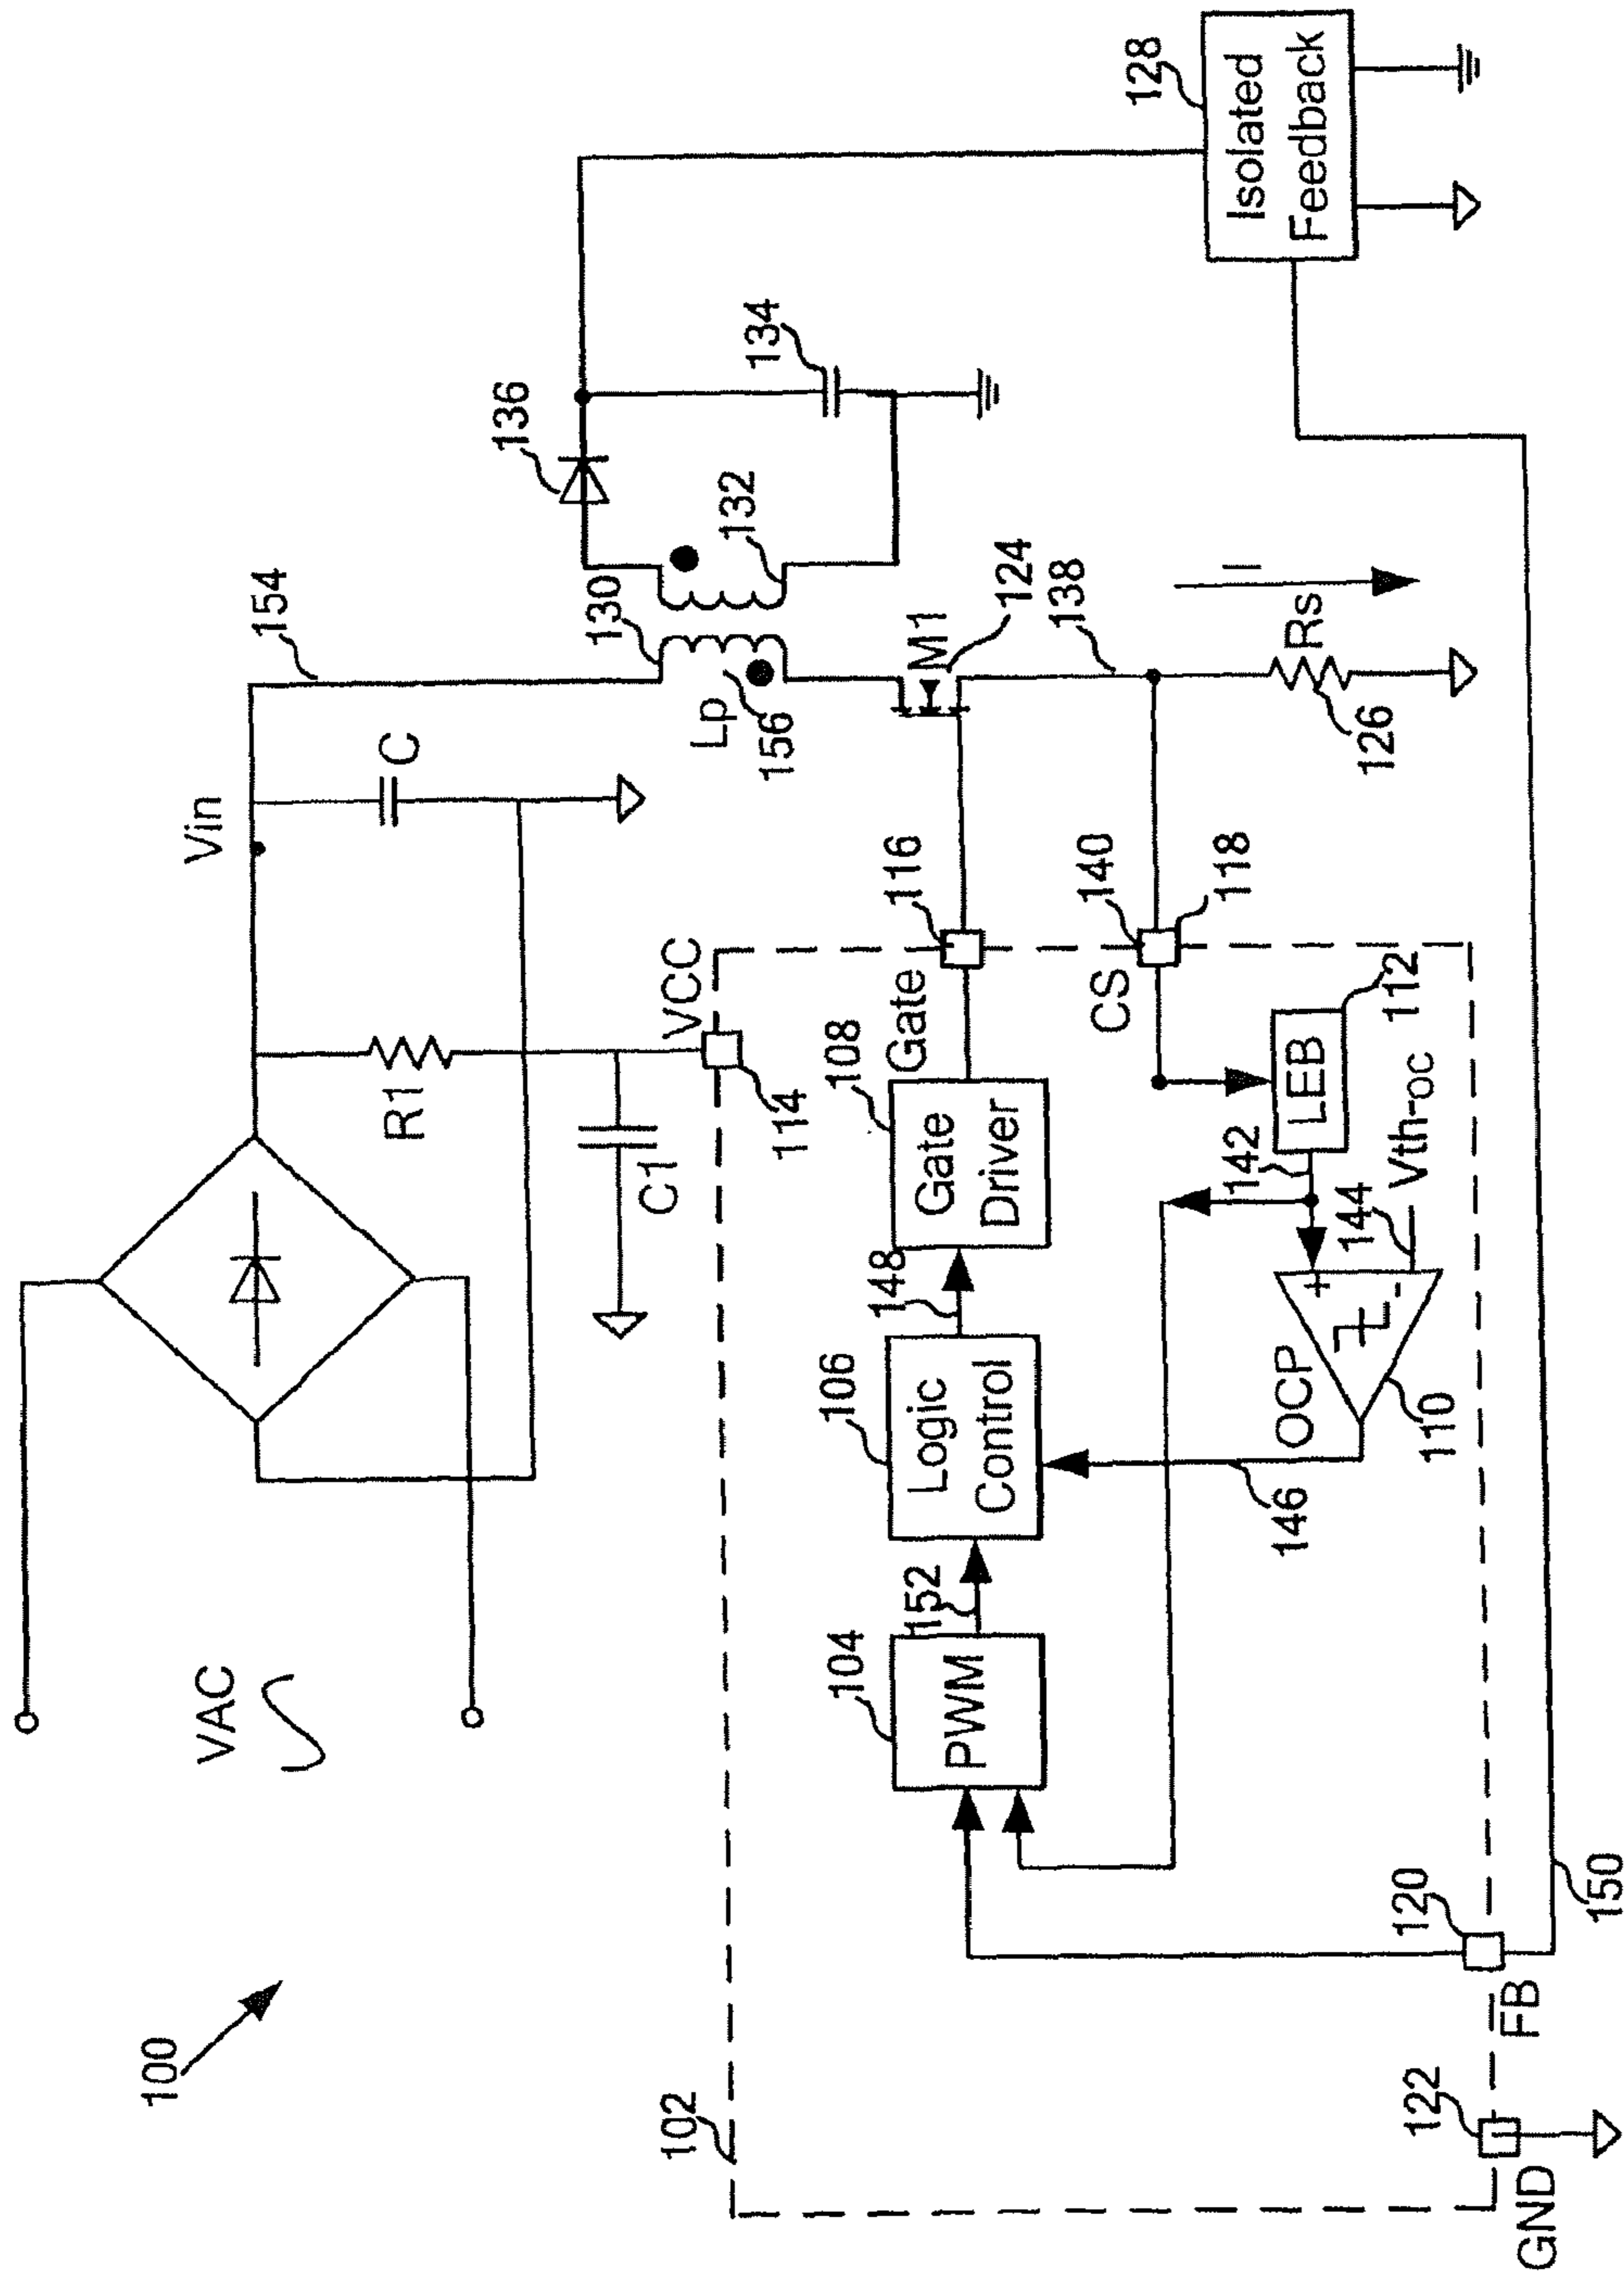 100
VAC
Vin
154
C
R1
C1
VCC
114
102
130
Lp
156
132
136
134
128
Isolated
Feedback
M1
124
138
I
Rs
126
116
Gate
140
118
CS
108
Gate
Driver
148
106
Logic
Control
152
104
PWM
112
LEB
142
Vth-oc
144
+
-
OCP
110
146
120
FB
150
122
GND